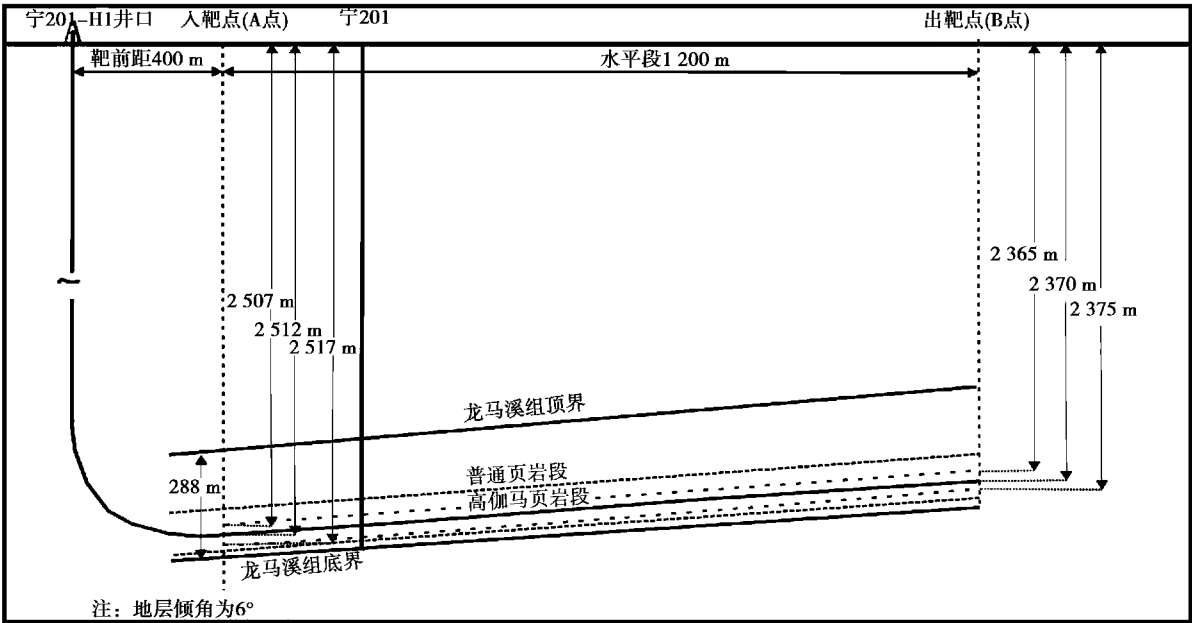 宁201-H1井口
入靶点(A点)
宁201
出靶点(B点)
靶前距400 m
水平段1 200 m
2 365 m
2 370 m
2 375 m
2 507 m
2 512 m
2 517 m
龙马溪组顶界
普通页岩段
高伽马页岩段
288 m
龙马溪组底界
注：地层倾角为6°